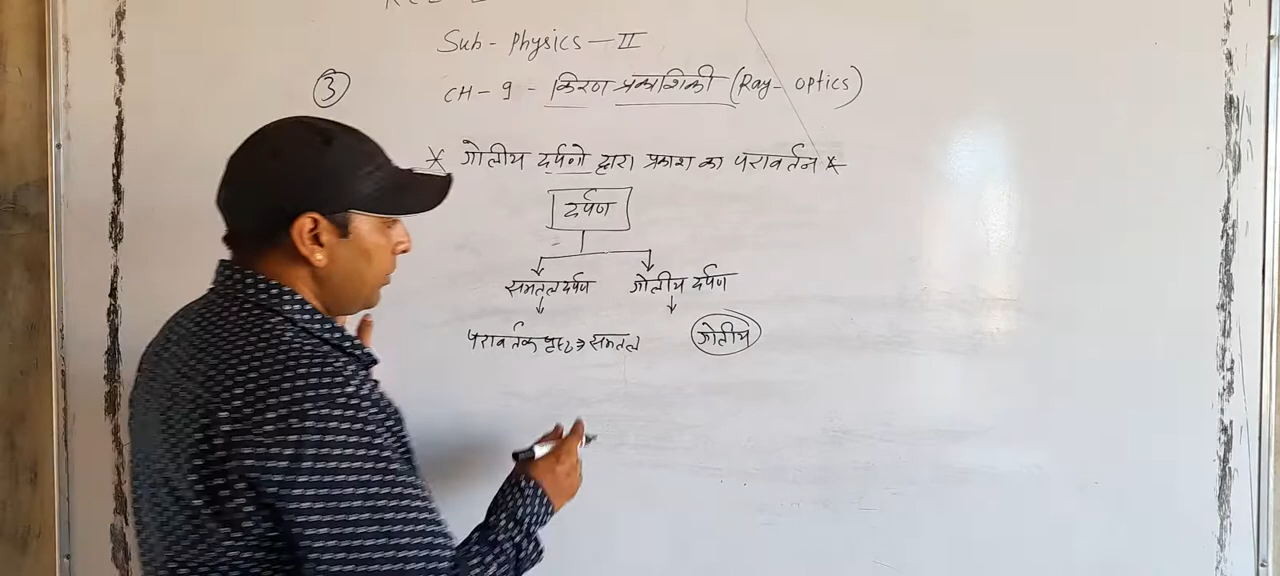 Sub- Physics-II
③
CH-9 - किरण प्रकाशिकी (Ray- optics)
* गोलीय दर्पणो द्वारा प्रकाश का परावर्तन *
दर्पण
समतल दर्पण गोलीय दर्पण
परावर्तक पृष्ठ → समतल गोलीय